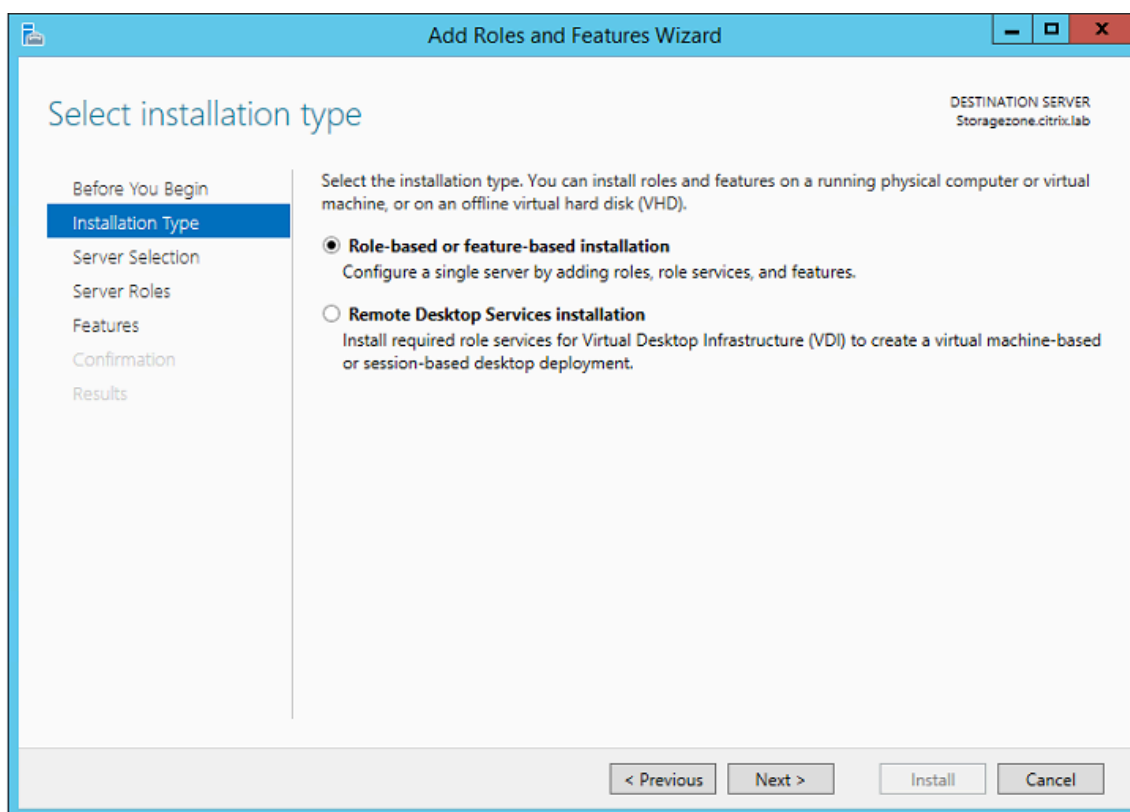 Add Roles and Features Wizard
x
Select installation type
DESTINATION SERVER
Storagezone.citrix.lab
Before You Begin
Installation Type
Server Selection
Server Roles
Features
Confirmation
Results
Select the installation type. You can install roles and features on a running physical computer or virtual
machine, or on an offline virtual hard disk (VHD).
Role-based or feature-based installation
Configure a single server by adding roles, role services, and features.
Remote Desktop Services installation
Install required role services for Virtual Desktop Infrastructure (VDI) to create a virtual machine-based
or session-based desktop deployment.
< Previous Next > Install Cancel